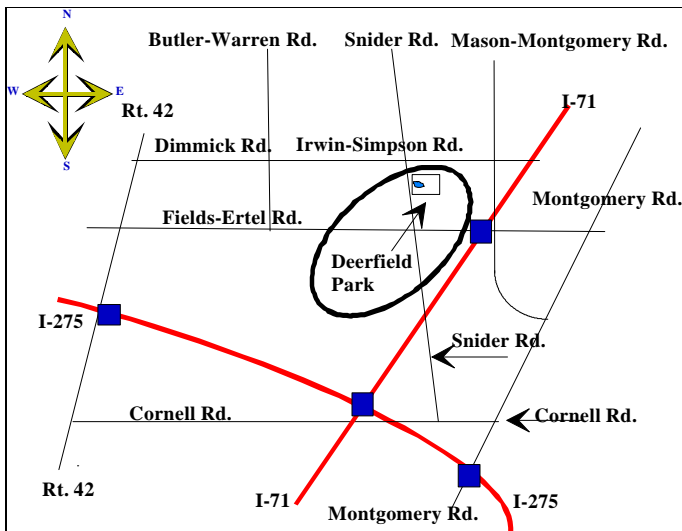 N
Butler-Warren Rd.
Snider Rd.
Mason-Montgomery Rd.
W
E
S
Rt. 42
I-71
Dimmick Rd.
Irwin-Simpson Rd.
Montgomery Rd.
Fields-Ertel Rd.
Deerfield
Park
I-275
Snider Rd.
Cornell Rd.
Cornell Rd.
Rt. 42
I-71
Montgomery Rd.
I-275